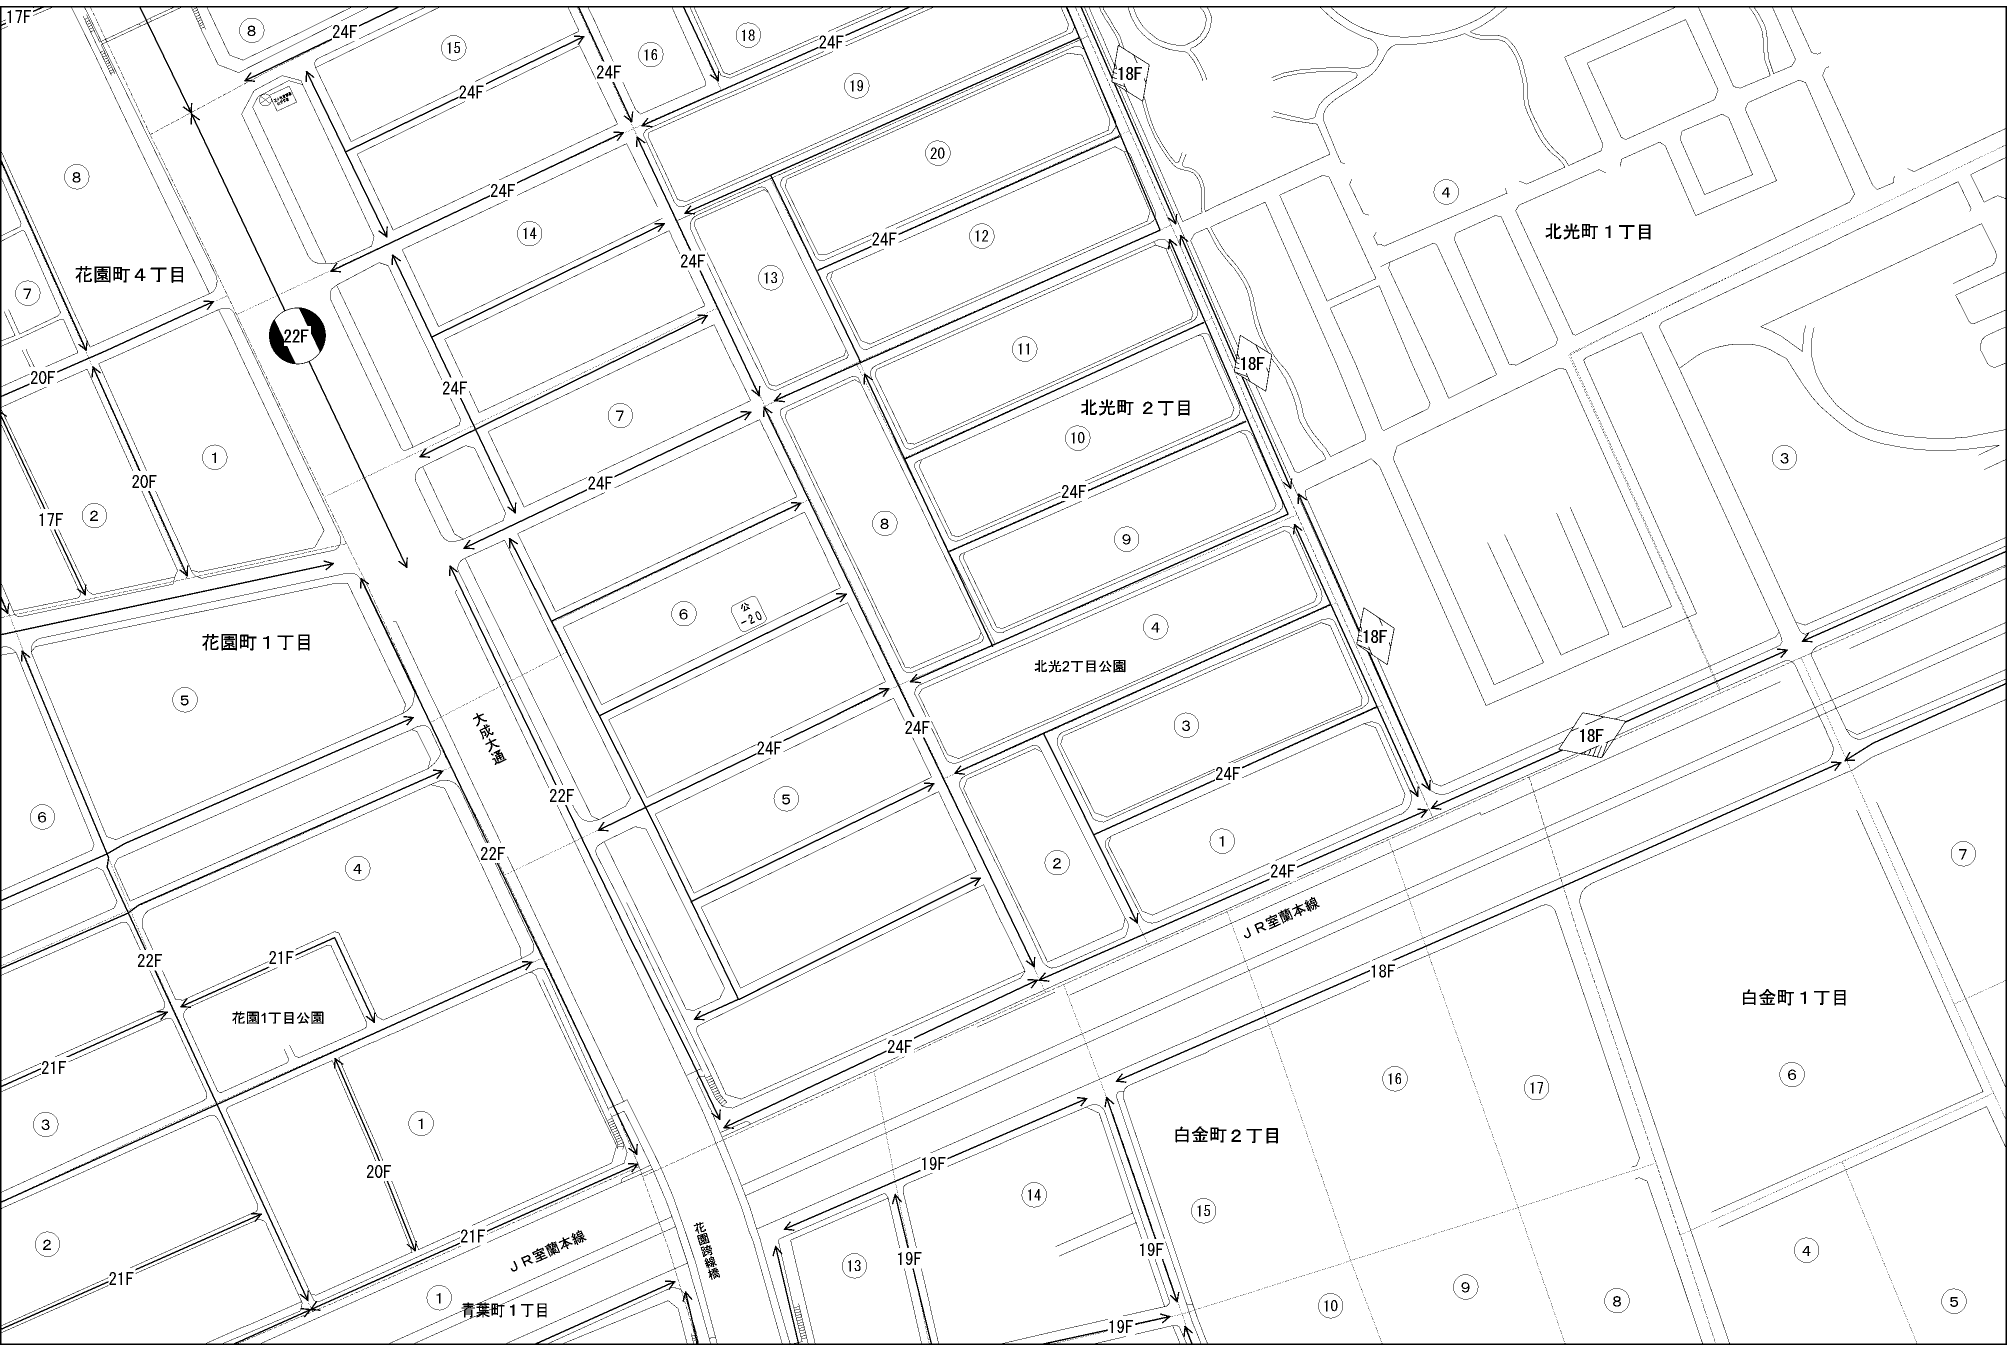 17F
⑧
24F
⑮
24F
⑯
⑱
24F
24F
18F
⑲
24F
⑳
④
⑧
24F
⑭
北光町１丁目
⑫
24F
24F
花園町４丁目
⑬
⑦
22F
⑪
18F
20F
24F
⑦
北光町 2丁目
⑩
①
③
20F
24F
24F
②
17F
⑧
⑨
公
-20
⑥
④
18F
花園町１丁目
北光2丁目公園
⑤
大成大通
24F
③
18F
24F
24F
22F
⑤
⑥
①
22F
⑦
④
②
24F
JR室蘭本線
22F
21F
18F
白金町１丁目
花園1丁目公園
24F
21F
⑥
⑯
⑰
③
①
白金町２丁目
19F
20F
⑭
⑮
②
21F
JR室蘭本線
花園跨線橋
19F
19F
④
⑬
21F
⑨
①
青葉町１丁目
⑩
⑧
⑤
19F